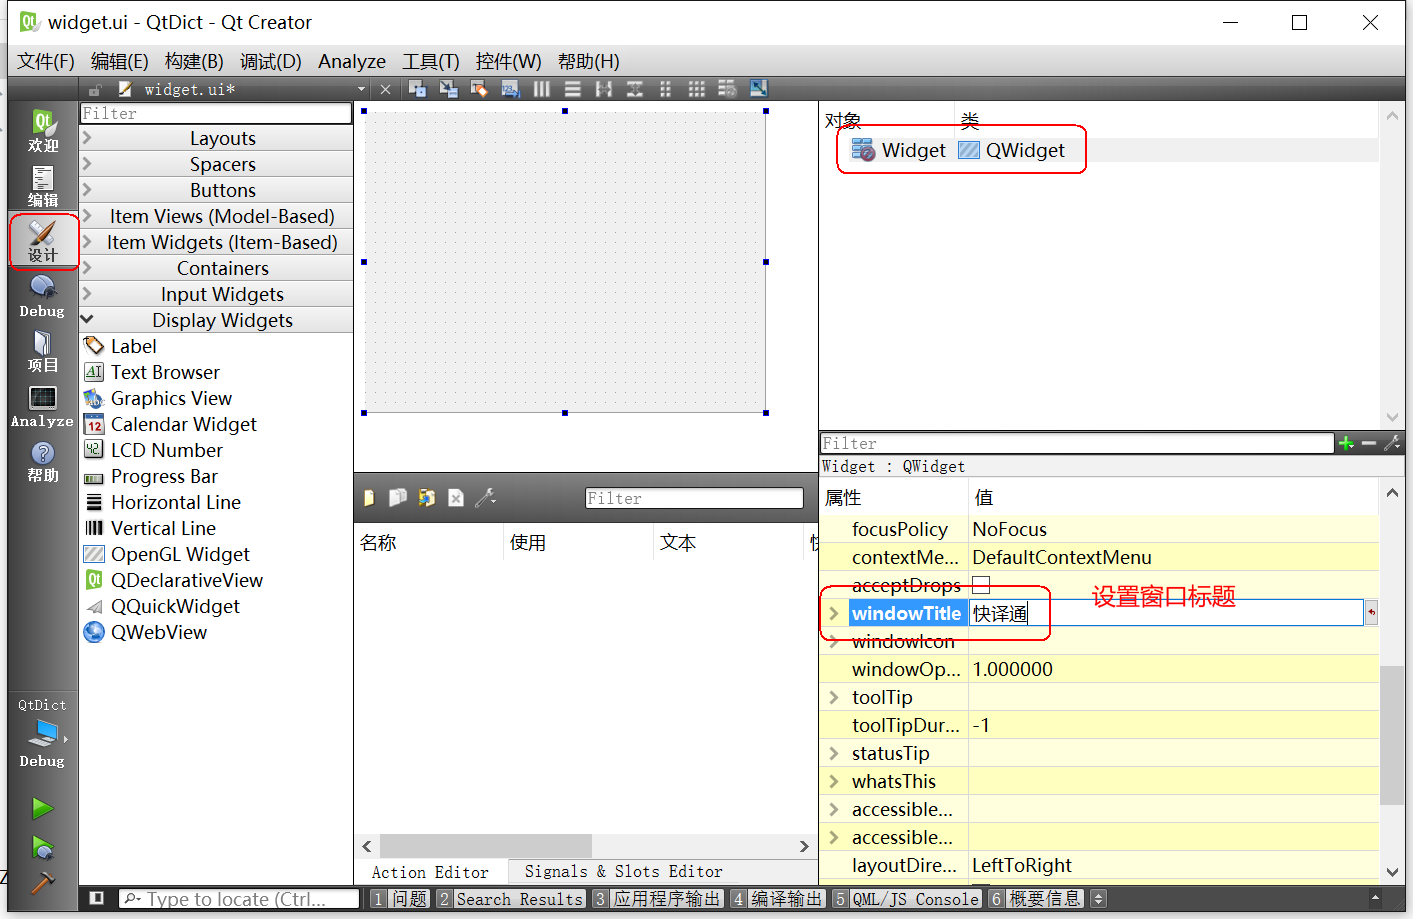 widget.ui - QtDict - Qt Creator
文件(F) 编辑(E) 构建(B) 调试(D) Analyze 工具(T) 控件(W) 帮助(H)
widget.ui*
欢迎
编辑
设计
Debug
项目
Analyze
帮助
QtDict
Debug
Filter
Layouts
Spacers
Buttons
Item Views (Model-Based)
Item Widgets (Item-Based)
Containers
Input Widgets
Display Widgets
Label
Text Browser
Graphics View
Calendar Widget
LCD Number
Progress Bar
Horizontal Line
Vertical Line
OpenGL Widget
QDeclarativeView
QQuickWidget
QWebView
Filter
名称 使用 文本
Action Editor Signals & Slots Editor
对象 类
Widget QWidget
Filter
Widget : QWidget
属性 值
focusPolicy NoFocus
contextMe... DefaultContextMenu
acceptDrops
windowTitle 快译通
设置窗口标题
windowIcon
windowOp... 1.000000
toolTip
toolTipDur... -1
statusTip
whatsThis
accessible...
accessible...
layoutDire... LeftToRight
Type to locate (Ctrl... 1 问题 2 Search Results 3 应用程序输出 4 编译输出 5 QML/JS Console 6 概要信息